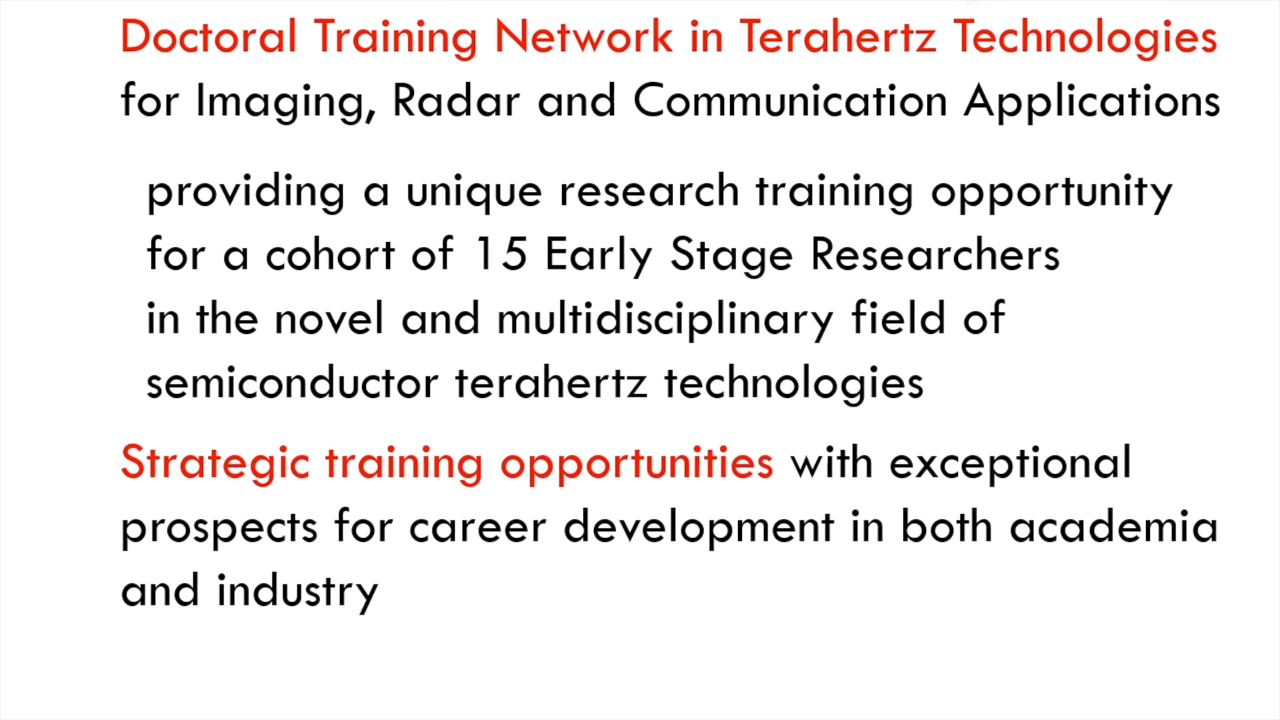 Doctoral Training Network in Terahertz Technologies
for Imaging, Radar and Communication Applications
providing a unique research training opportunity
for a cohort of 15 Early Stage Researchers
in the novel and multidisciplinary field of
semiconductor terahertz technologies
Strategic training opportunities with exceptional
prospects for career development in both academia
and industry